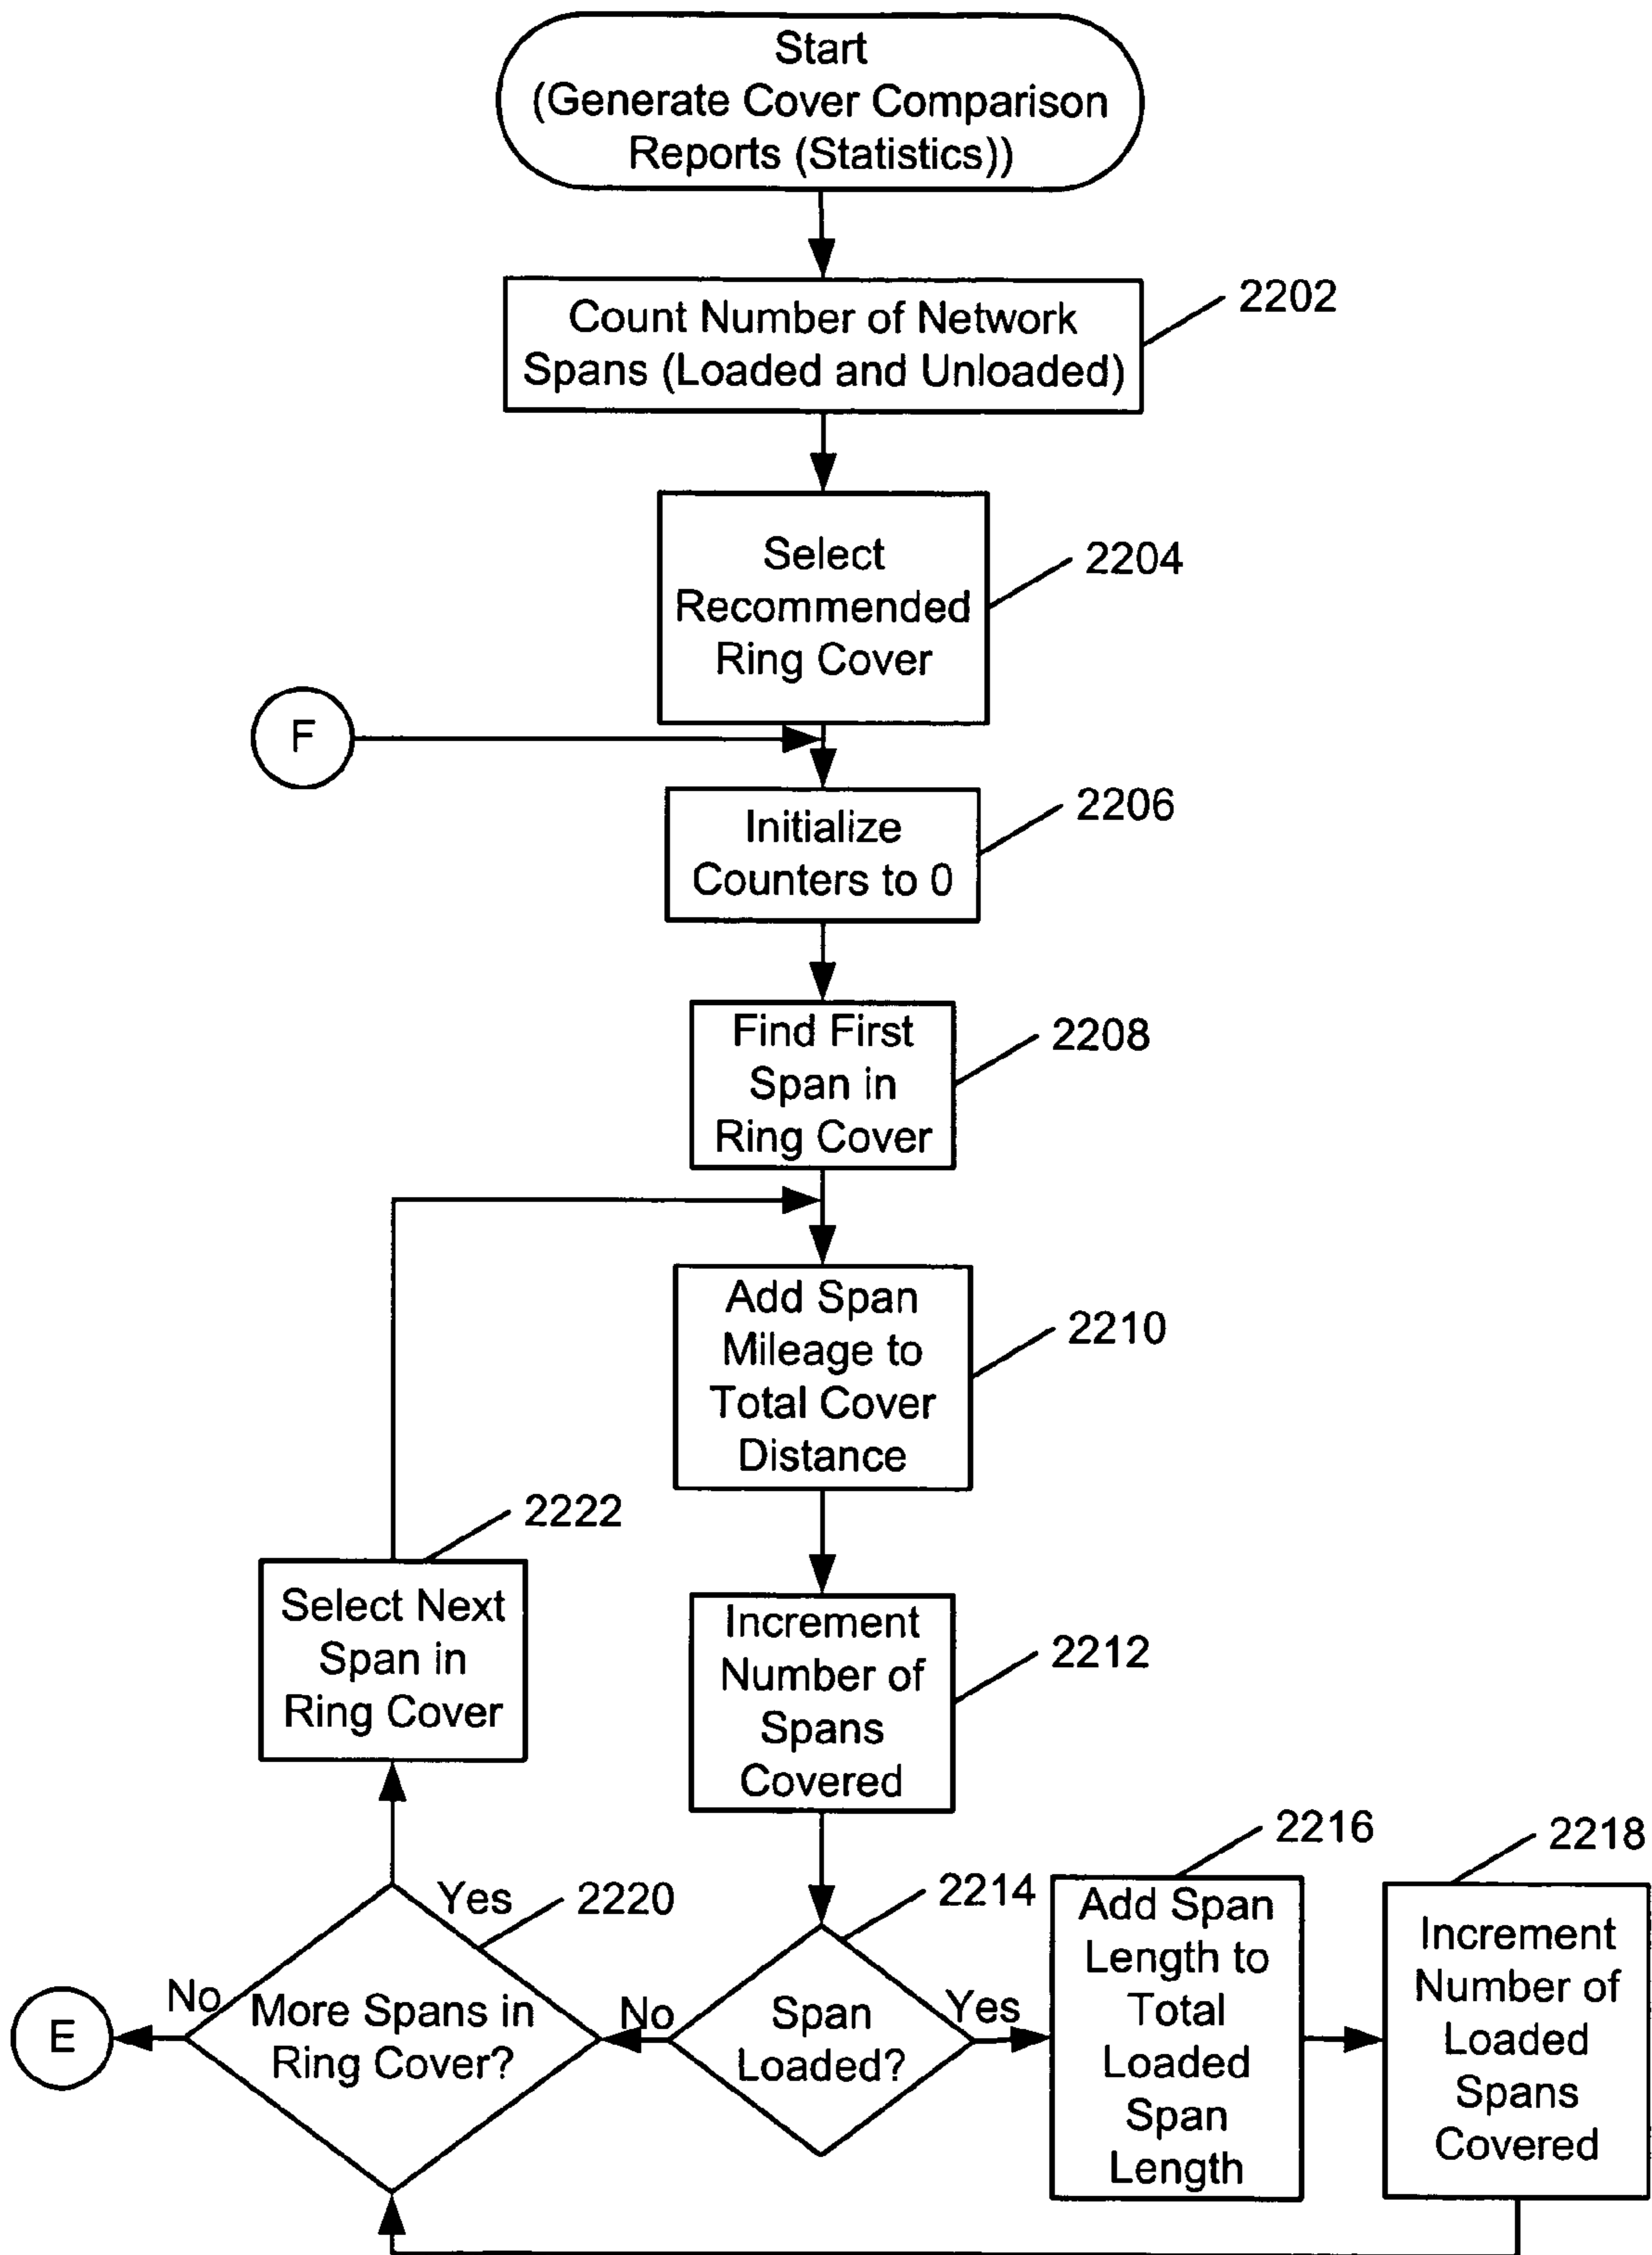 Start
(Generate Cover Comparison
Reports (Statistics))
2202
Count Number of Network
Spans (Loaded and Unloaded)
2204
Select
Recommended
Ring Cover
F
2206
Initialize
Counters to 0
2208
Find First
Span in
Ring Cover
2210
Add Span
Mileage to
Total Cover
Distance
2222
Select Next
Span in
Ring Cover
2212
Increment
Number of
Spans
Covered
2214
Span
Loaded?
Yes
No
2216
Add Span
Length to
Total
Loaded
Span
Length
2218
Increment
Number of
Loaded
Spans
Covered
2220
More Spans in
Ring Cover?
Yes
No
E